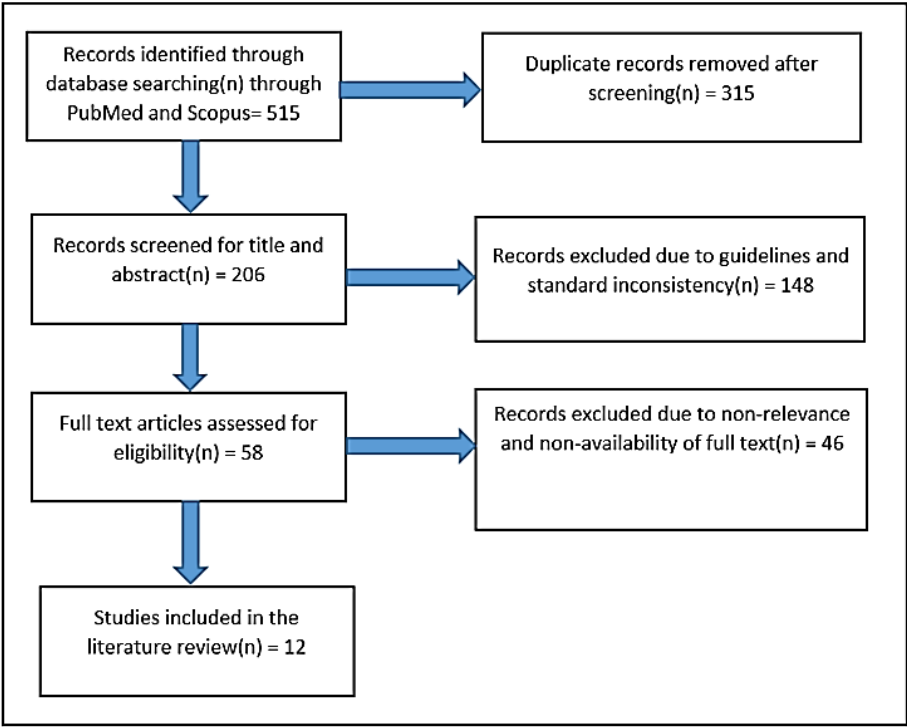 Records identified through
database searching(n) through
PubMed and Scopus= 515
Duplicate records removed after
screening(n) = 315
Records screened for title and
abstract(n) = 206
Records excluded due to guidelines and
standard inconsistency(n) = 148
Full text articles assessed for
eligibility(n) = 58
Records excluded due to non-relevance
and non-availability of full text(n) = 46
Studies included in the
literature review(n) = 12